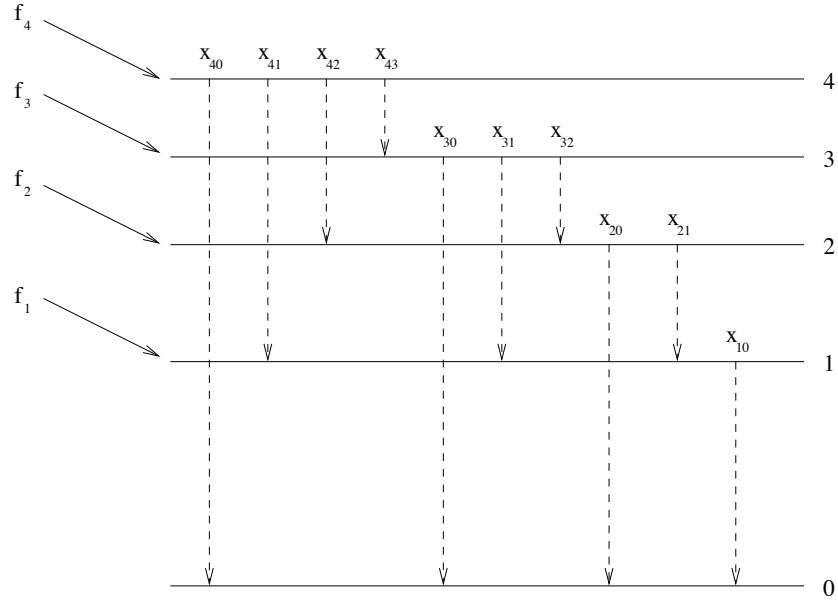 f₄
x₄₀ x₄₁ x₄₂ x₄₃
4
f₃
x₃₀ x₃₁ x₃₂
3
f₂
x₂₀ x₂₁
2
f₁
x₁₀
1
0